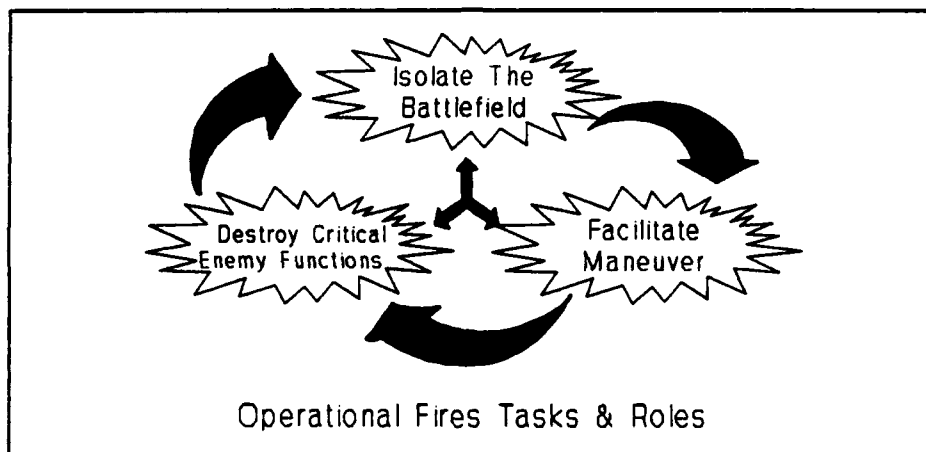 Isolate The
Battlefield
Destroy Critical
Enemy Functions
Facilitate
Maneuver
Operational Fires Tasks & Roles